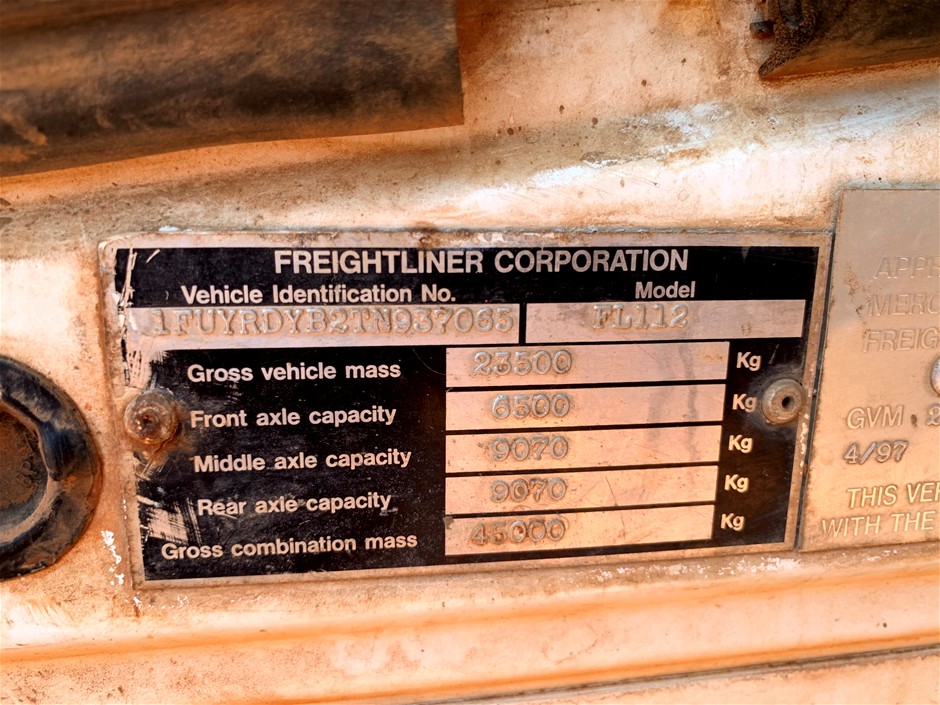 FREIGHTLINER CORPORATION
Vehicle Identification No. Model
1FUYRDYB2TN937065 FL112
Gross vehicle mass 23500 Kg
Front axle capacity 6500 Kg
Middle axle capacity 9070 Kg
Rear axle capacity 9070 Kg
Gross combination mass 45000 Kg
APP
MERC
FREIG
GVM 2
4/97
THIS VE
WITH THE